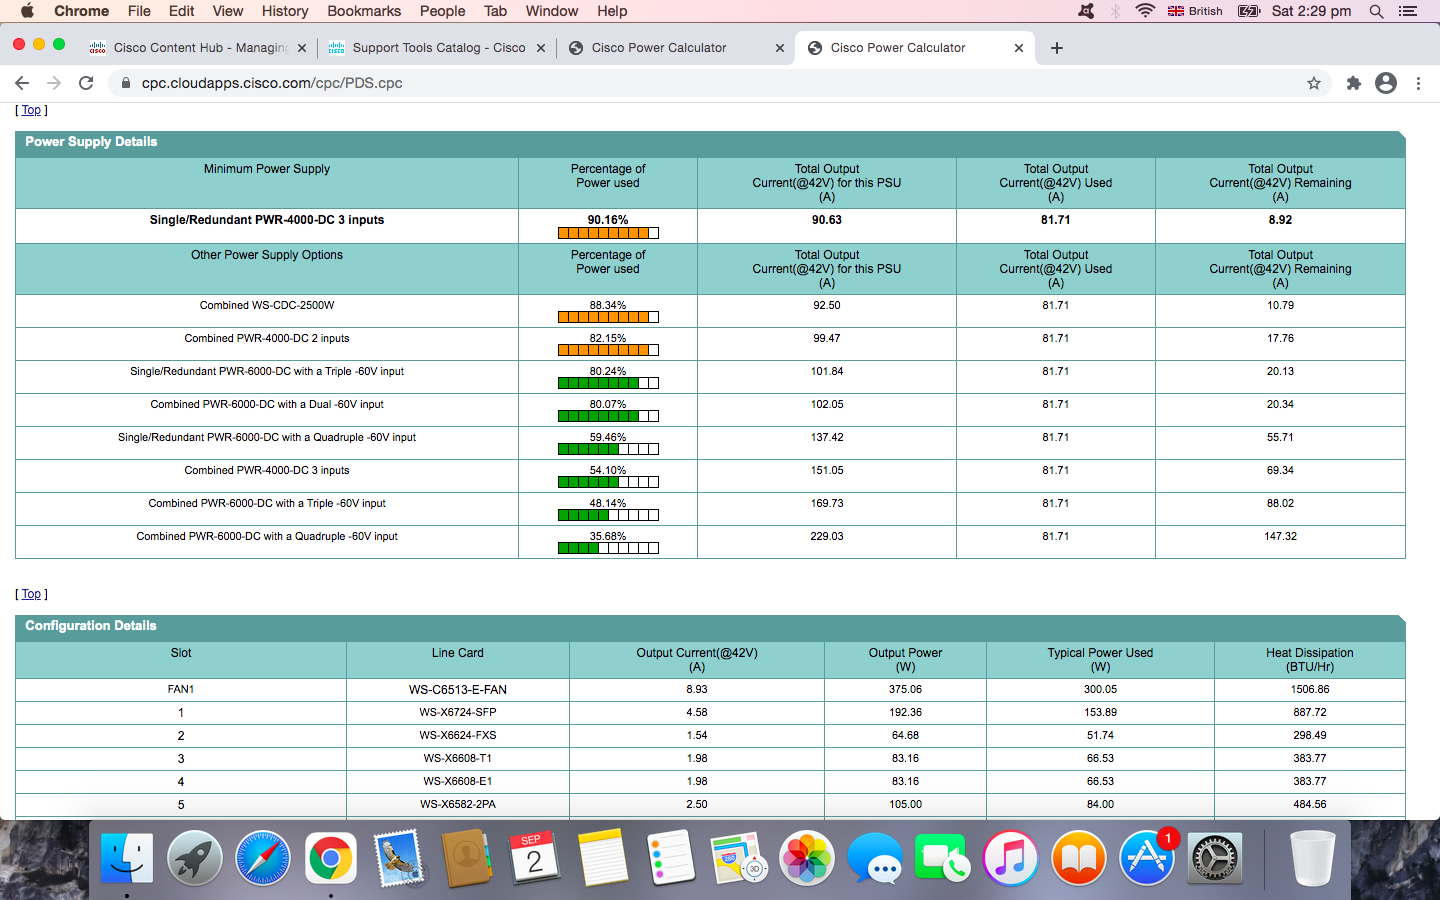 Chrome File Edit View History Bookmarks People Tab Window Help British Sat 2:29 pm
Cisco Content Hub - Managing Support Tools Catalog - Cisco Cisco Power Calculator Cisco Power Calculator
cpc.cloudapps.cisco.com/cpc/PDS.cpc
[ Top ]
Power Supply Details
Minimum Power Supply Percentage of Power used Total Output Current(@42V) for this PSU (A) Total Output Current(@42V) Used (A) Total Output Current(@42V) Remaining (A)
Single/Redundant PWR-4000-DC 3 inputs 90.16% 90.63 81.71 8.92
Other Power Supply Options Percentage of Power used Total Output Current(@42V) for this PSU (A) Total Output Current(@42V) Used (A) Total Output Current(@42V) Remaining (A)
Combined WS-CDC-2500W 88.34% 92.50 81.71 10.79
Combined PWR-4000-DC 2 inputs 82.15% 99.47 81.71 17.76
Single/Redundant PWR-6000-DC with a Triple -60V input 80.24% 101.84 81.71 20.13
Combined PWR-6000-DC with a Dual -60V input 80.07% 102.05 81.71 20.34
Single/Redundant PWR-6000-DC with a Quadruple -60V input 59.46% 137.42 81.71 55.71
Combined PWR-4000-DC 3 inputs 54.10% 151.05 81.71 69.34
Combined PWR-6000-DC with a Triple -60V input 48.14% 169.73 81.71 88.02
Combined PWR-6000-DC with a Quadruple -60V input 35.68% 229.03 81.71 147.32
[ Top ]
Configuration Details
Slot Line Card Output Current(@42V) (A) Output Power (W) Typical Power Used (W) Heat Dissipation (BTU/Hr)
FAN1 WS-C6513-E-FAN 8.93 375.06 300.05 1506.86
1 WS-X6724-SFP 4.58 192.36 153.89 887.72
2 WS-X6624-FXS 1.54 64.68 51.74 298.49
3 WS-X6608-T1 1.98 83.16 66.53 383.77
4 WS-X6608-E1 1.98 83.16 66.53 383.77
5 WS-X6582-2PA 2.50 105.00 84.00 484.56
SEP
2
280
3D
1